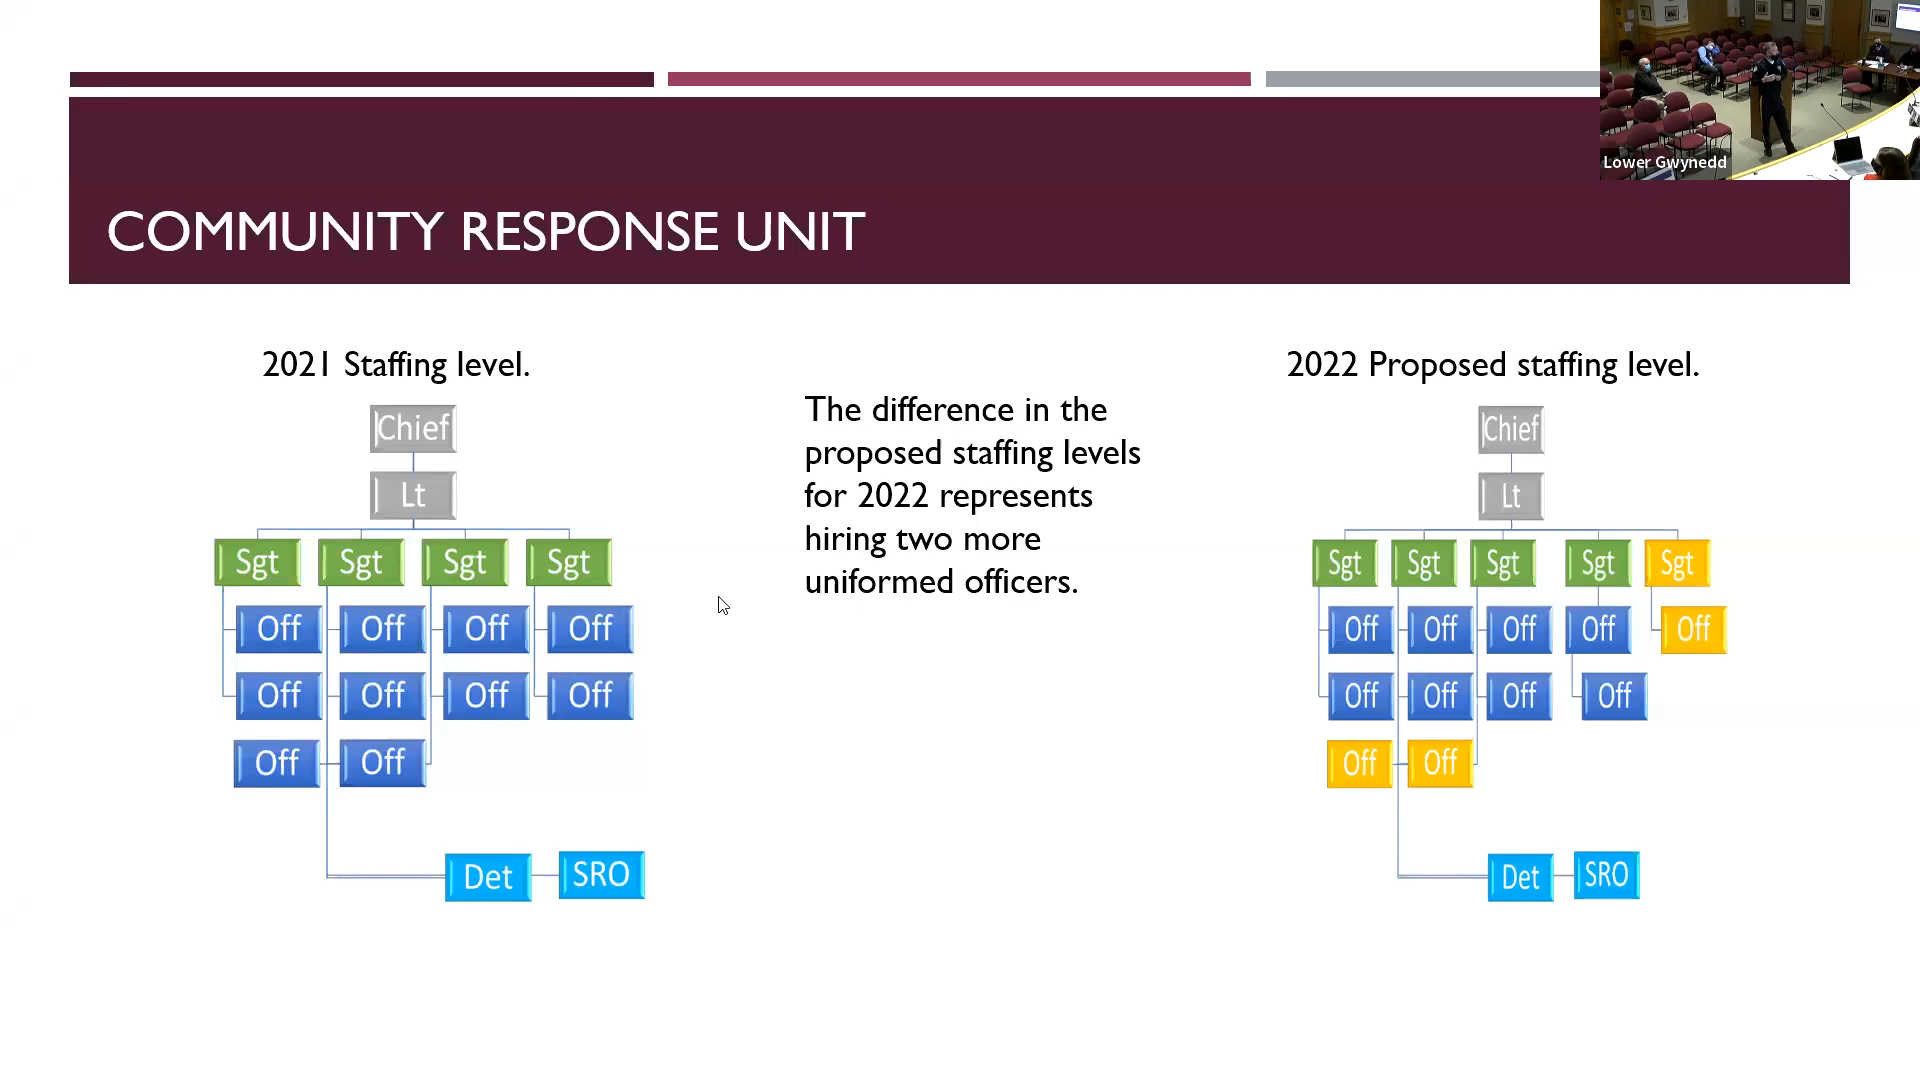 Lower Gwynedd
COMMUNITY RESPONSE UNIT
2021 Staffing level.
Chief
Lt
Sgt Sgt Sgt Sgt
Off Off Off Off
Off Off Off Off
Off Off
Det SRO
The difference in the
proposed staffing levels
for 2022 represents
hiring two more
uniformed officers.
2022 Proposed staffing level.
Chief
Lt
Sgt Sgt Sgt Sgt Sgt
Off Off Off Off Off
Off Off Off Off
Off Off
Det SRO